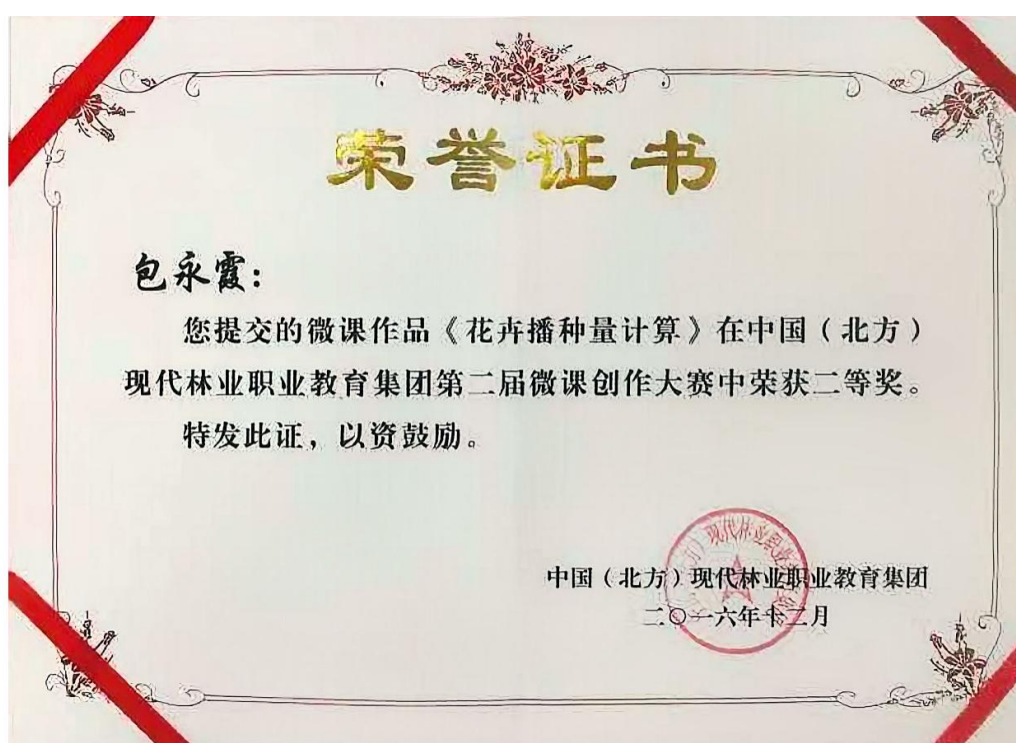 荣誉证书
包永霞：
您提交的微课作品《花卉播种量计算》在中国（北方）
现代林业职业教育集团第二届微课创作大赛中荣获二等奖。
特发此证，以资鼓励。
中国（北方）现代林业职业教育集团
二〇一六年十二月